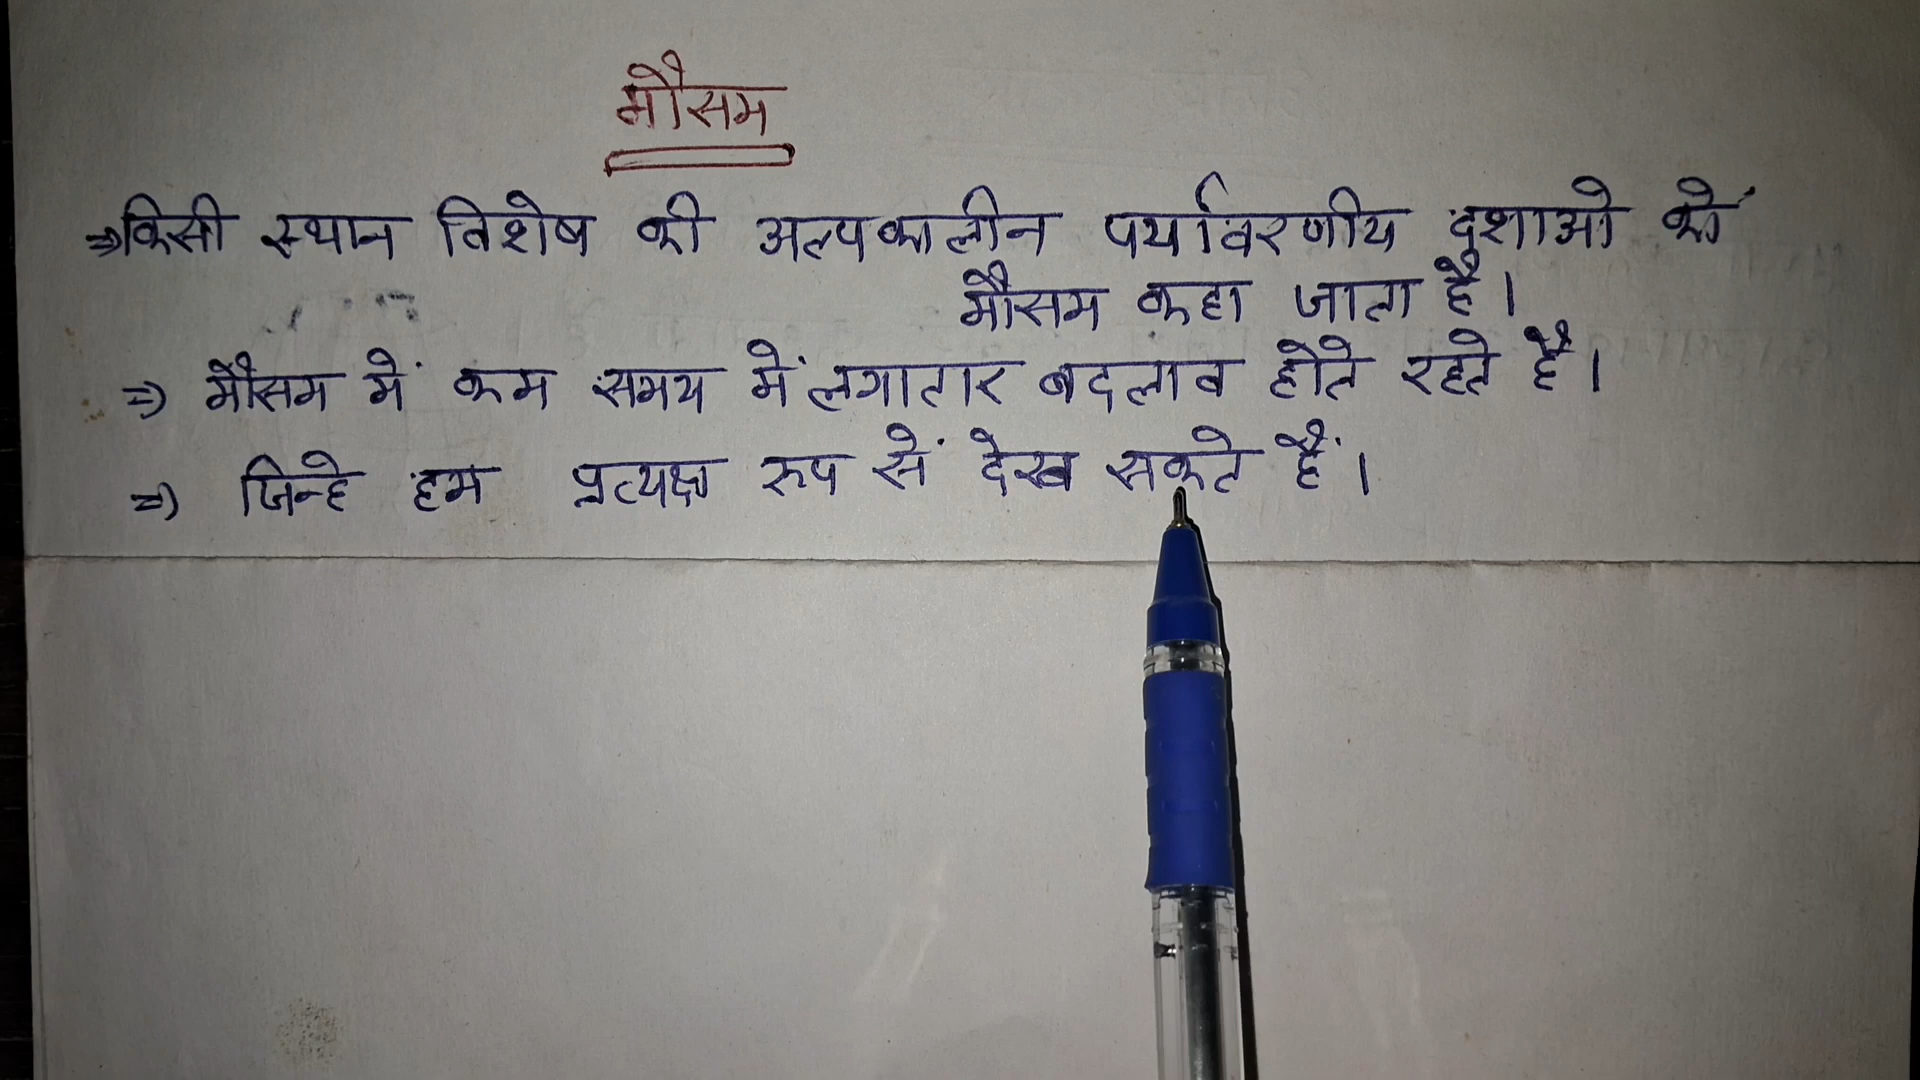 मौसम
⇒ किसी स्थान विशेष की अल्पकालीन पर्यावरणीय दशाओ को
मौसम कहा जाता है।
⇒ मौसम में कम समय में लगातार बदलाव होते रहते है।
⇒ जिन्हे हम प्रत्यक्ष रूप सें देख सकते हैं।